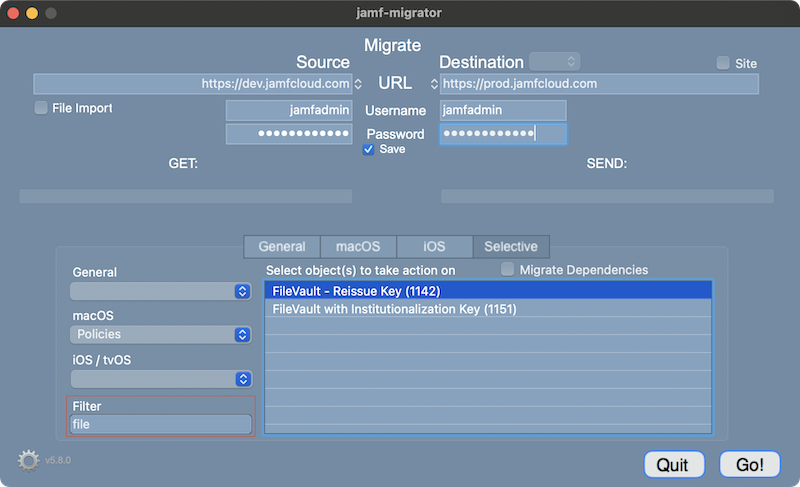 jamf-migrator
Migrate
Source
Destination
Site
https://dev.jamfcloud.com
URL
https://prod.jamfcloud.com
File Import
jamfadmin
Username
jamfadmin
●●●●●●●●●●●●
Password
●●●●●●●●●●●●
Save
GET:
SEND:
General
macOS
iOS
Selective
General
Select object(s) to take action on
Migrate Dependencies
FileVault - Reissue Key (1142)
FileVault with Institutionalization Key (1151)
macOS
Policies
iOS / tvOS
Filter
file
v5.8.0
Quit
Go!